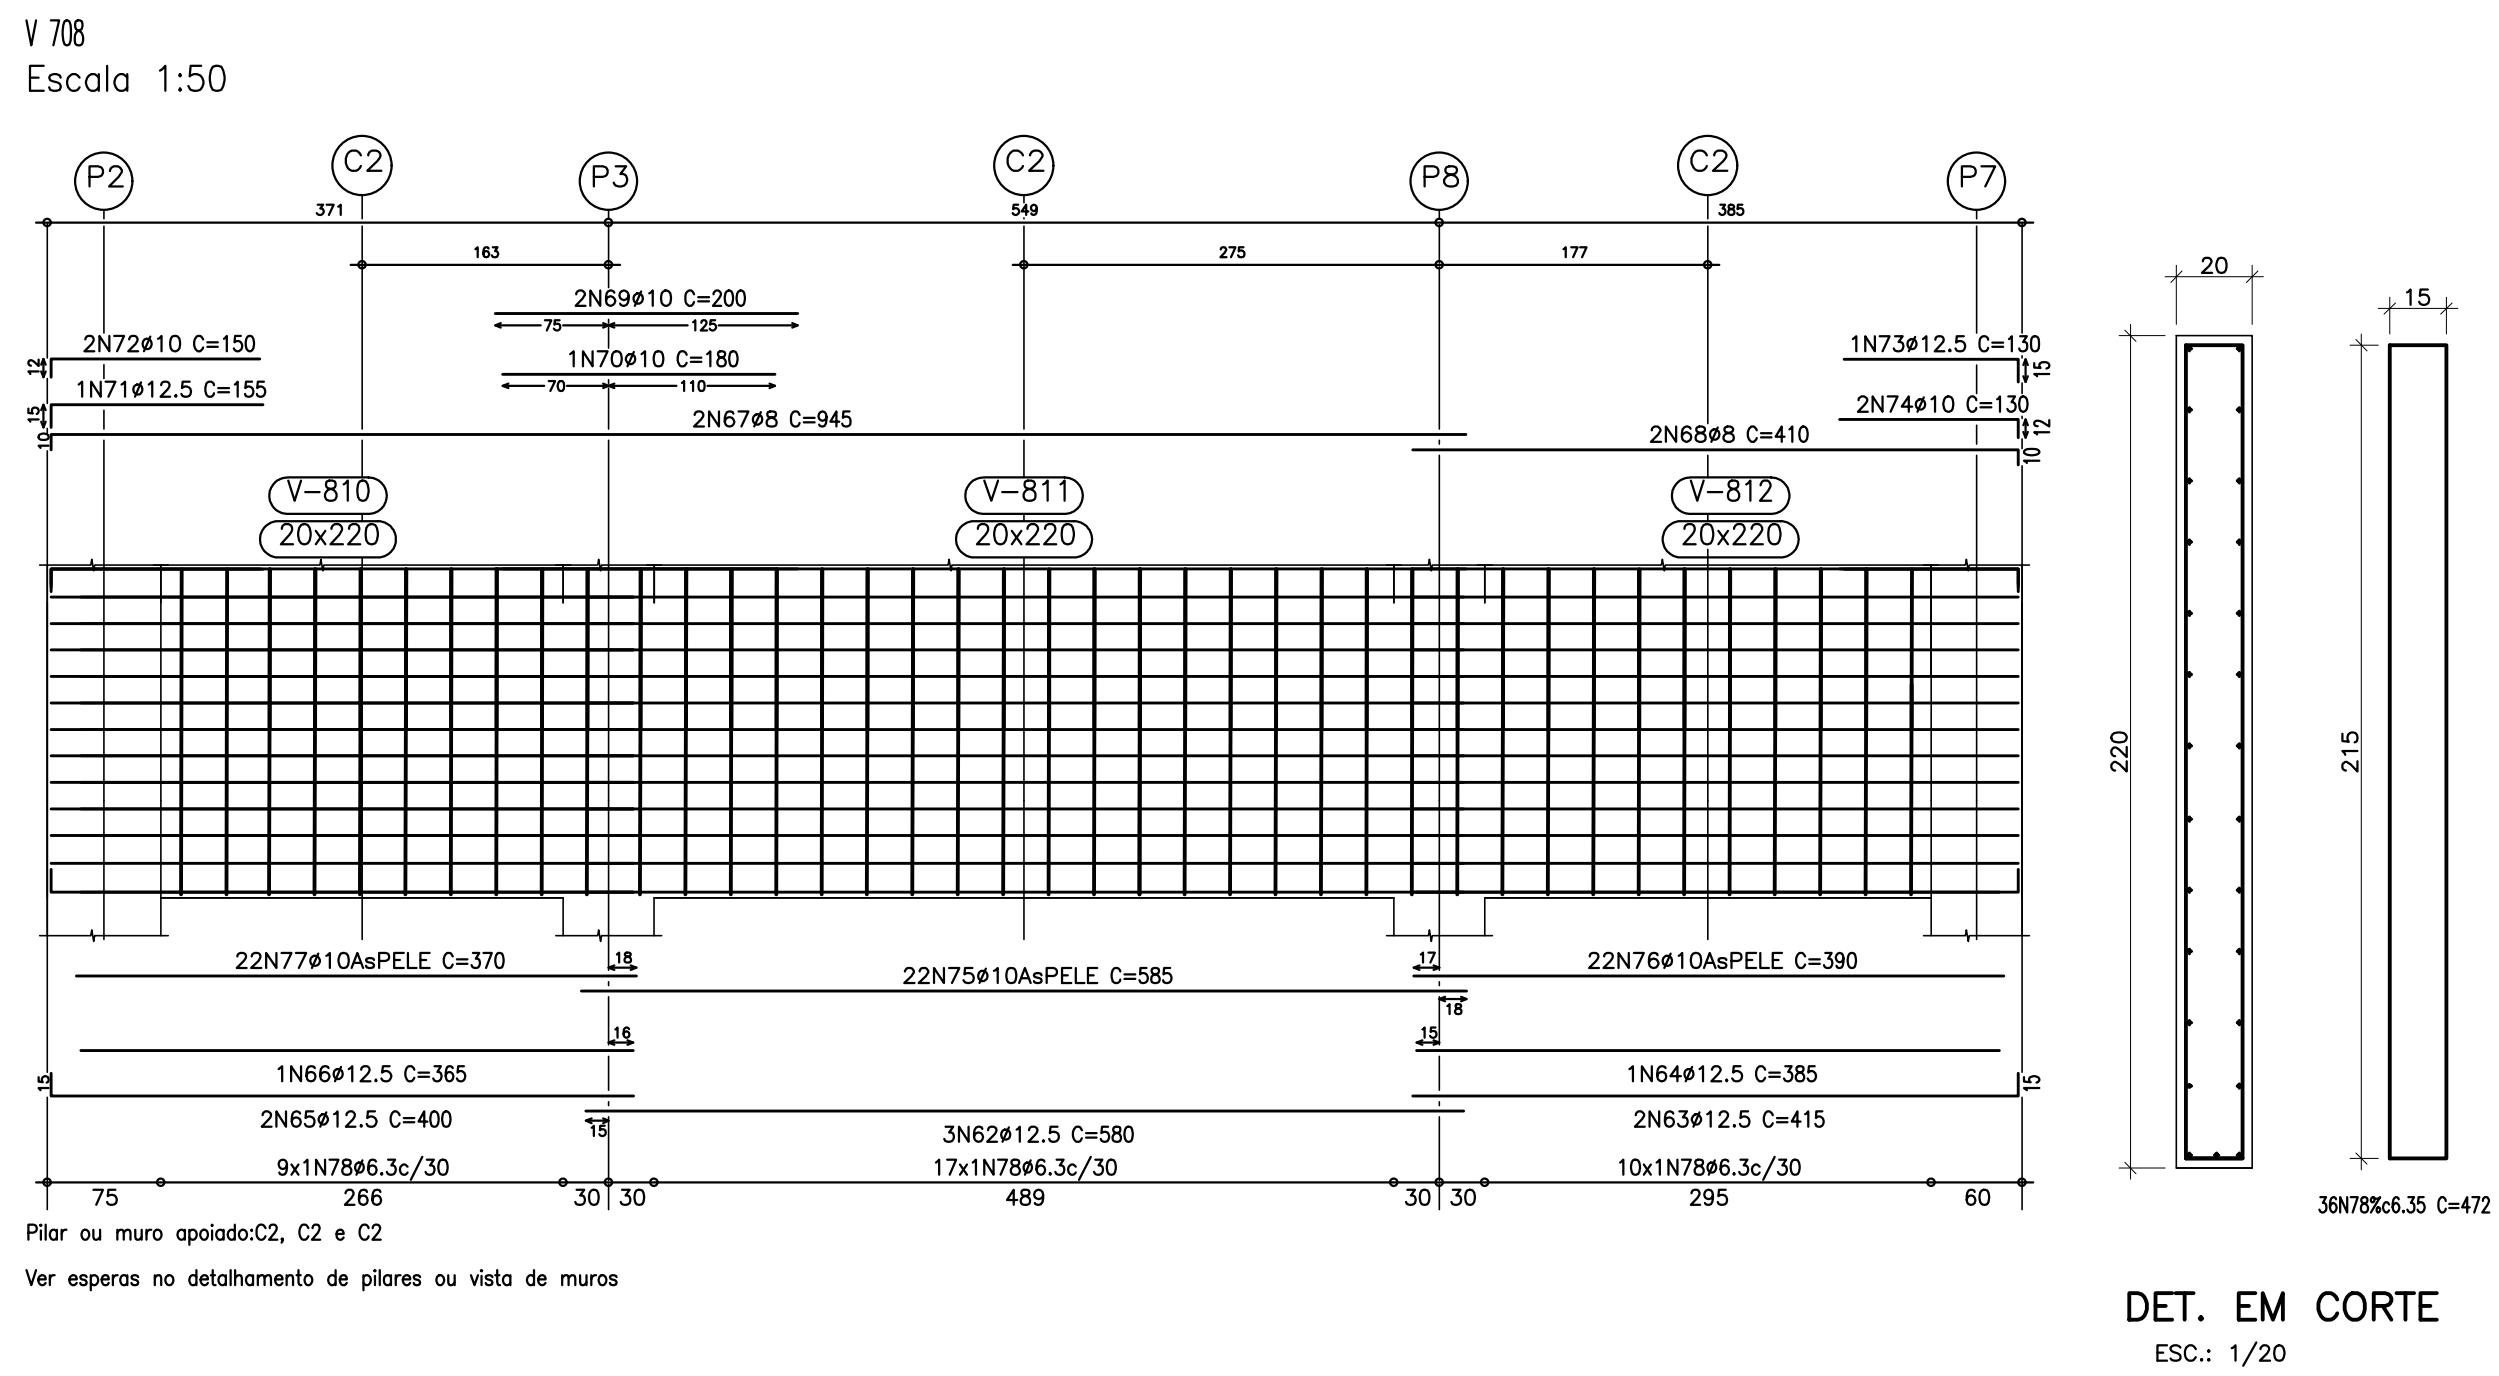 V 708
Escala 1:50
P2 C2 P3 C2 P8 C2 P7
371 549 385
163 275 177
20
15
2N69ø10 C=200
75 125
2N72ø10 C=150
12
1N70ø10 C=180
70 110
1N73ø12.5 C=130
15
1N71ø12.5 C=155
15
2N67ø8 C=945
10
2N74ø10 C=130
12
2N68ø8 C=410
10
V-810 V-811 V-812
20x220 20x220 20x220
220
215
22N77ø10AsPELE C=370
18
22N75ø10AsPELE C=585
17
22N76ø10AsPELE C=390
18
16
15
1N66ø12.5 C=365
15
1N64ø12.5 C=385
15
2N65ø12.5 C=400
15
3N62ø12.5 C=580
2N63ø12.5 C=415
9x1N78ø6.3c/30 17x1N78ø6.3c/30 10x1N78ø6.3c/30
75 266 30 30 489 30 30 295 60
36N78%c6.35 C=472
Pilar ou muro apoiado:C2, C2 e C2
Ver esperas no detalhamento de pilares ou vista de muros
DET. EM CORTE
ESC.: 1/20